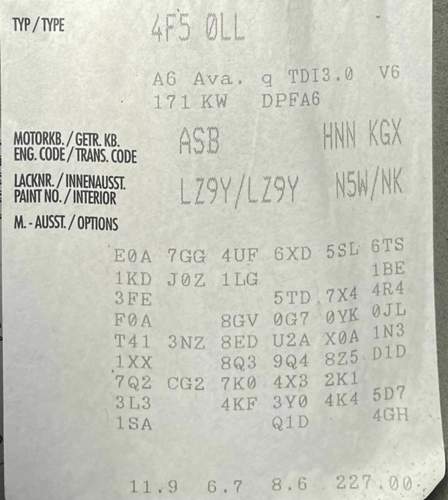 TYP / TYPE 4F5 0LL
A6 Ava. q TDI3.0 V6
171 KW DPFA6
MOTORKB. / GETR. KB. ASB HNN KGX
ENG. CODE / TRANS. CODE
LACKNR. / INNENAUSST. LZ9Y/LZ9Y N5W/NK
PAINT NO. / INTERIOR
M. - AUSST. / OPTIONS
E0A 7GG 4UF 6XD 5SL 6TS
1KD J0Z 1LG 1BE
3FE 5TD 7X4 4R4
F0A 8GV 0G7 0YK 0JL
T41 3NZ 8ED U2A X0A 1N3
1XX 8Q3 9Q4 8Z5 D1D
7Q2 CG2 7K0 4X3 2K1
3L3 4KF 3Y0 4K4 5D7
1SA Q1D 4GH
11.9 6.7 8.6 227.00